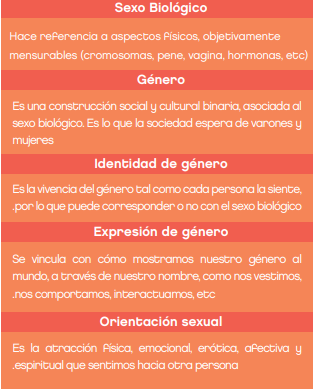 Sexo Biológico
Hace referencia a aspectos físicos, objetivamente
mensurables (cromosomas, pene, vagina, hormonas, etc)
Género
Es una construcción social y cultural binaria, asociada al
sexo biológico. Es lo que la sociedad espera de varones y
mujeres
Identidad de género
Es la vivencia del género tal como cada persona la siente,
.por lo que puede corresponder o no con el sexo biológico
Expresión de género
Se vincula con cómo mostramos nuestro género al
mundo, a través de nuestro nombre, como nos vestimos,
.nos comportamos, interactuamos, etc
Orientación sexual
Es la atracción física, emocional, erótica, afectiva y
.espiritual que sentimos hacia otra persona